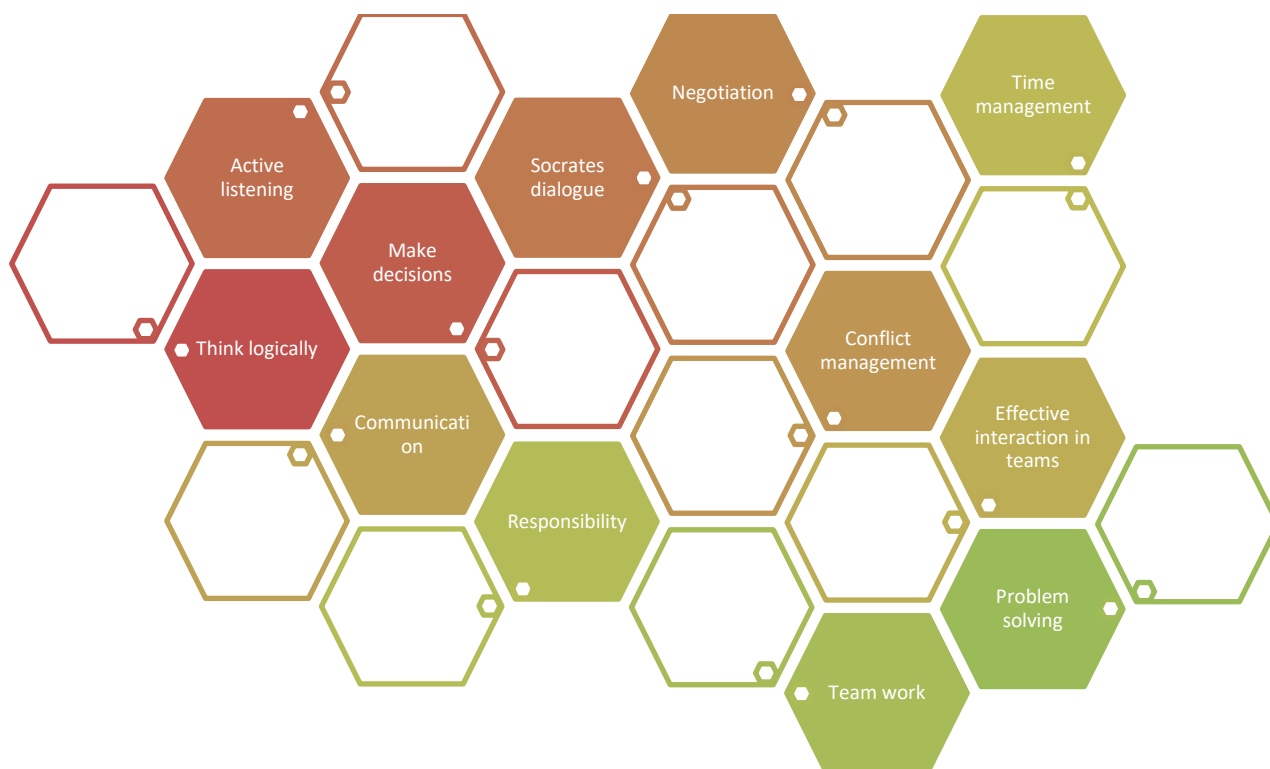 Negotiation
Time
management
Active
listening
Socrates
dialogue
Make
decisions
Think logically
Conflict
management
Communicati
on
Effective
interaction in
teams
Responsibility
Problem
solving
Team work